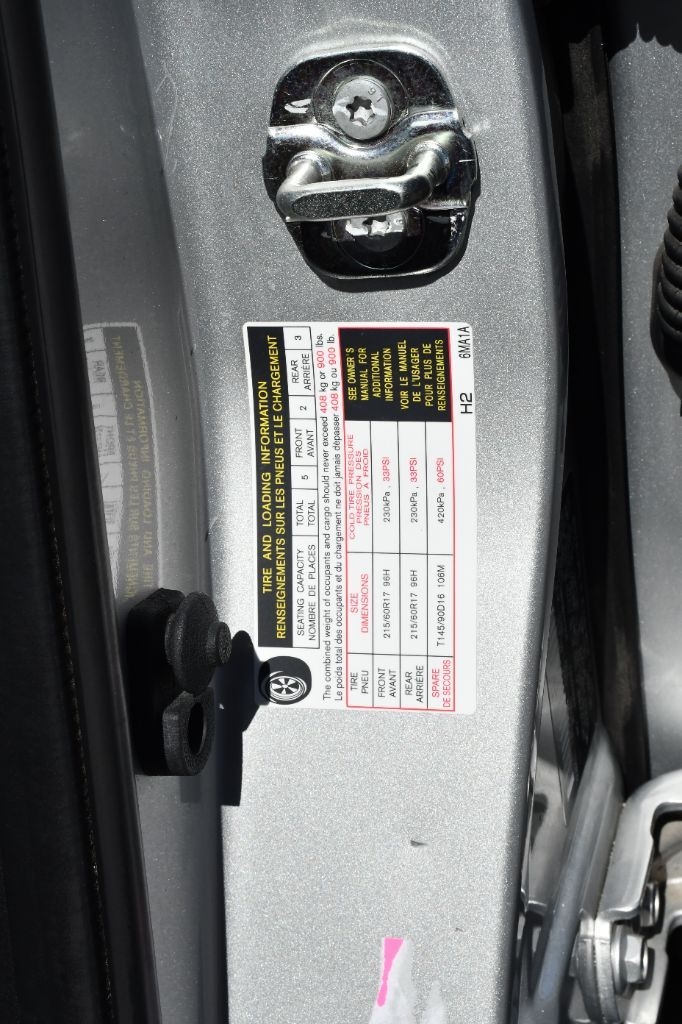 TIRE AND LOADING INFORMATION
RENSEIGNEMENTS SUR LES PNEUS ET LE CHARGEMENT
SEATING CAPACITY TOTAL 5 FRONT 2 REAR 3
NOMBRE DE PLACES TOTAL AVANT ARRIÈRE
The combined weight of occupants and cargo should never exceed 408 kg or 900 lbs.
Le poids total des occupants et du chargement ne doit jamais dépasser 408 kg ou 900 lb.
TIRE SIZE COLD TIRE PRESSURE
PNEU DIMENSIONS PRESSION DES PNEUS À FROID
FRONT AVANT 215/60R17 96H 230kPa, 33PSI
REAR ARRIÈRE 215/60R17 96H 230kPa, 33PSI
SPARE DE SECOURS T145/90D16 106M 420kPa, 60PSI
SEE OWNER'S
MANUAL FOR
ADDITIONAL
INFORMATION
VOIR LE MANUEL
DE L'USAGER
POUR PLUS DE
RENSEIGNEMENTS
H2 6MA1A